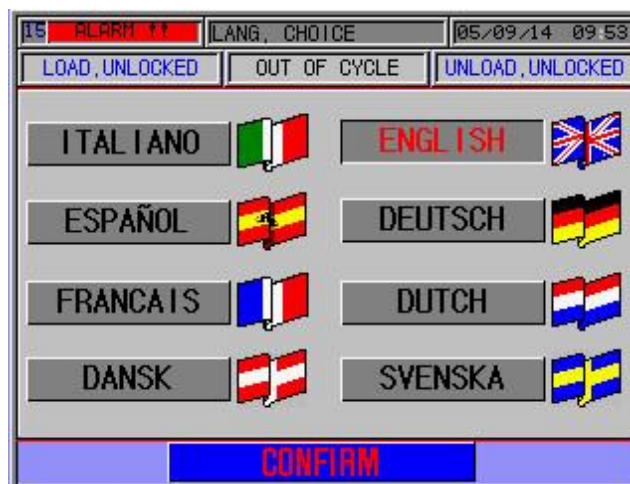 15 ALARM !! LANG, CHOICE 05/09/14 09:53
LOAD,UNLOCKED OUT OF CYCLE UNLOAD,UNLOCKED
ITALIANO ENGLISH
ESPAÑOL DEUTSCH
FRANCAIS DUTCH
DANSK SVENSKA
CONFIRM